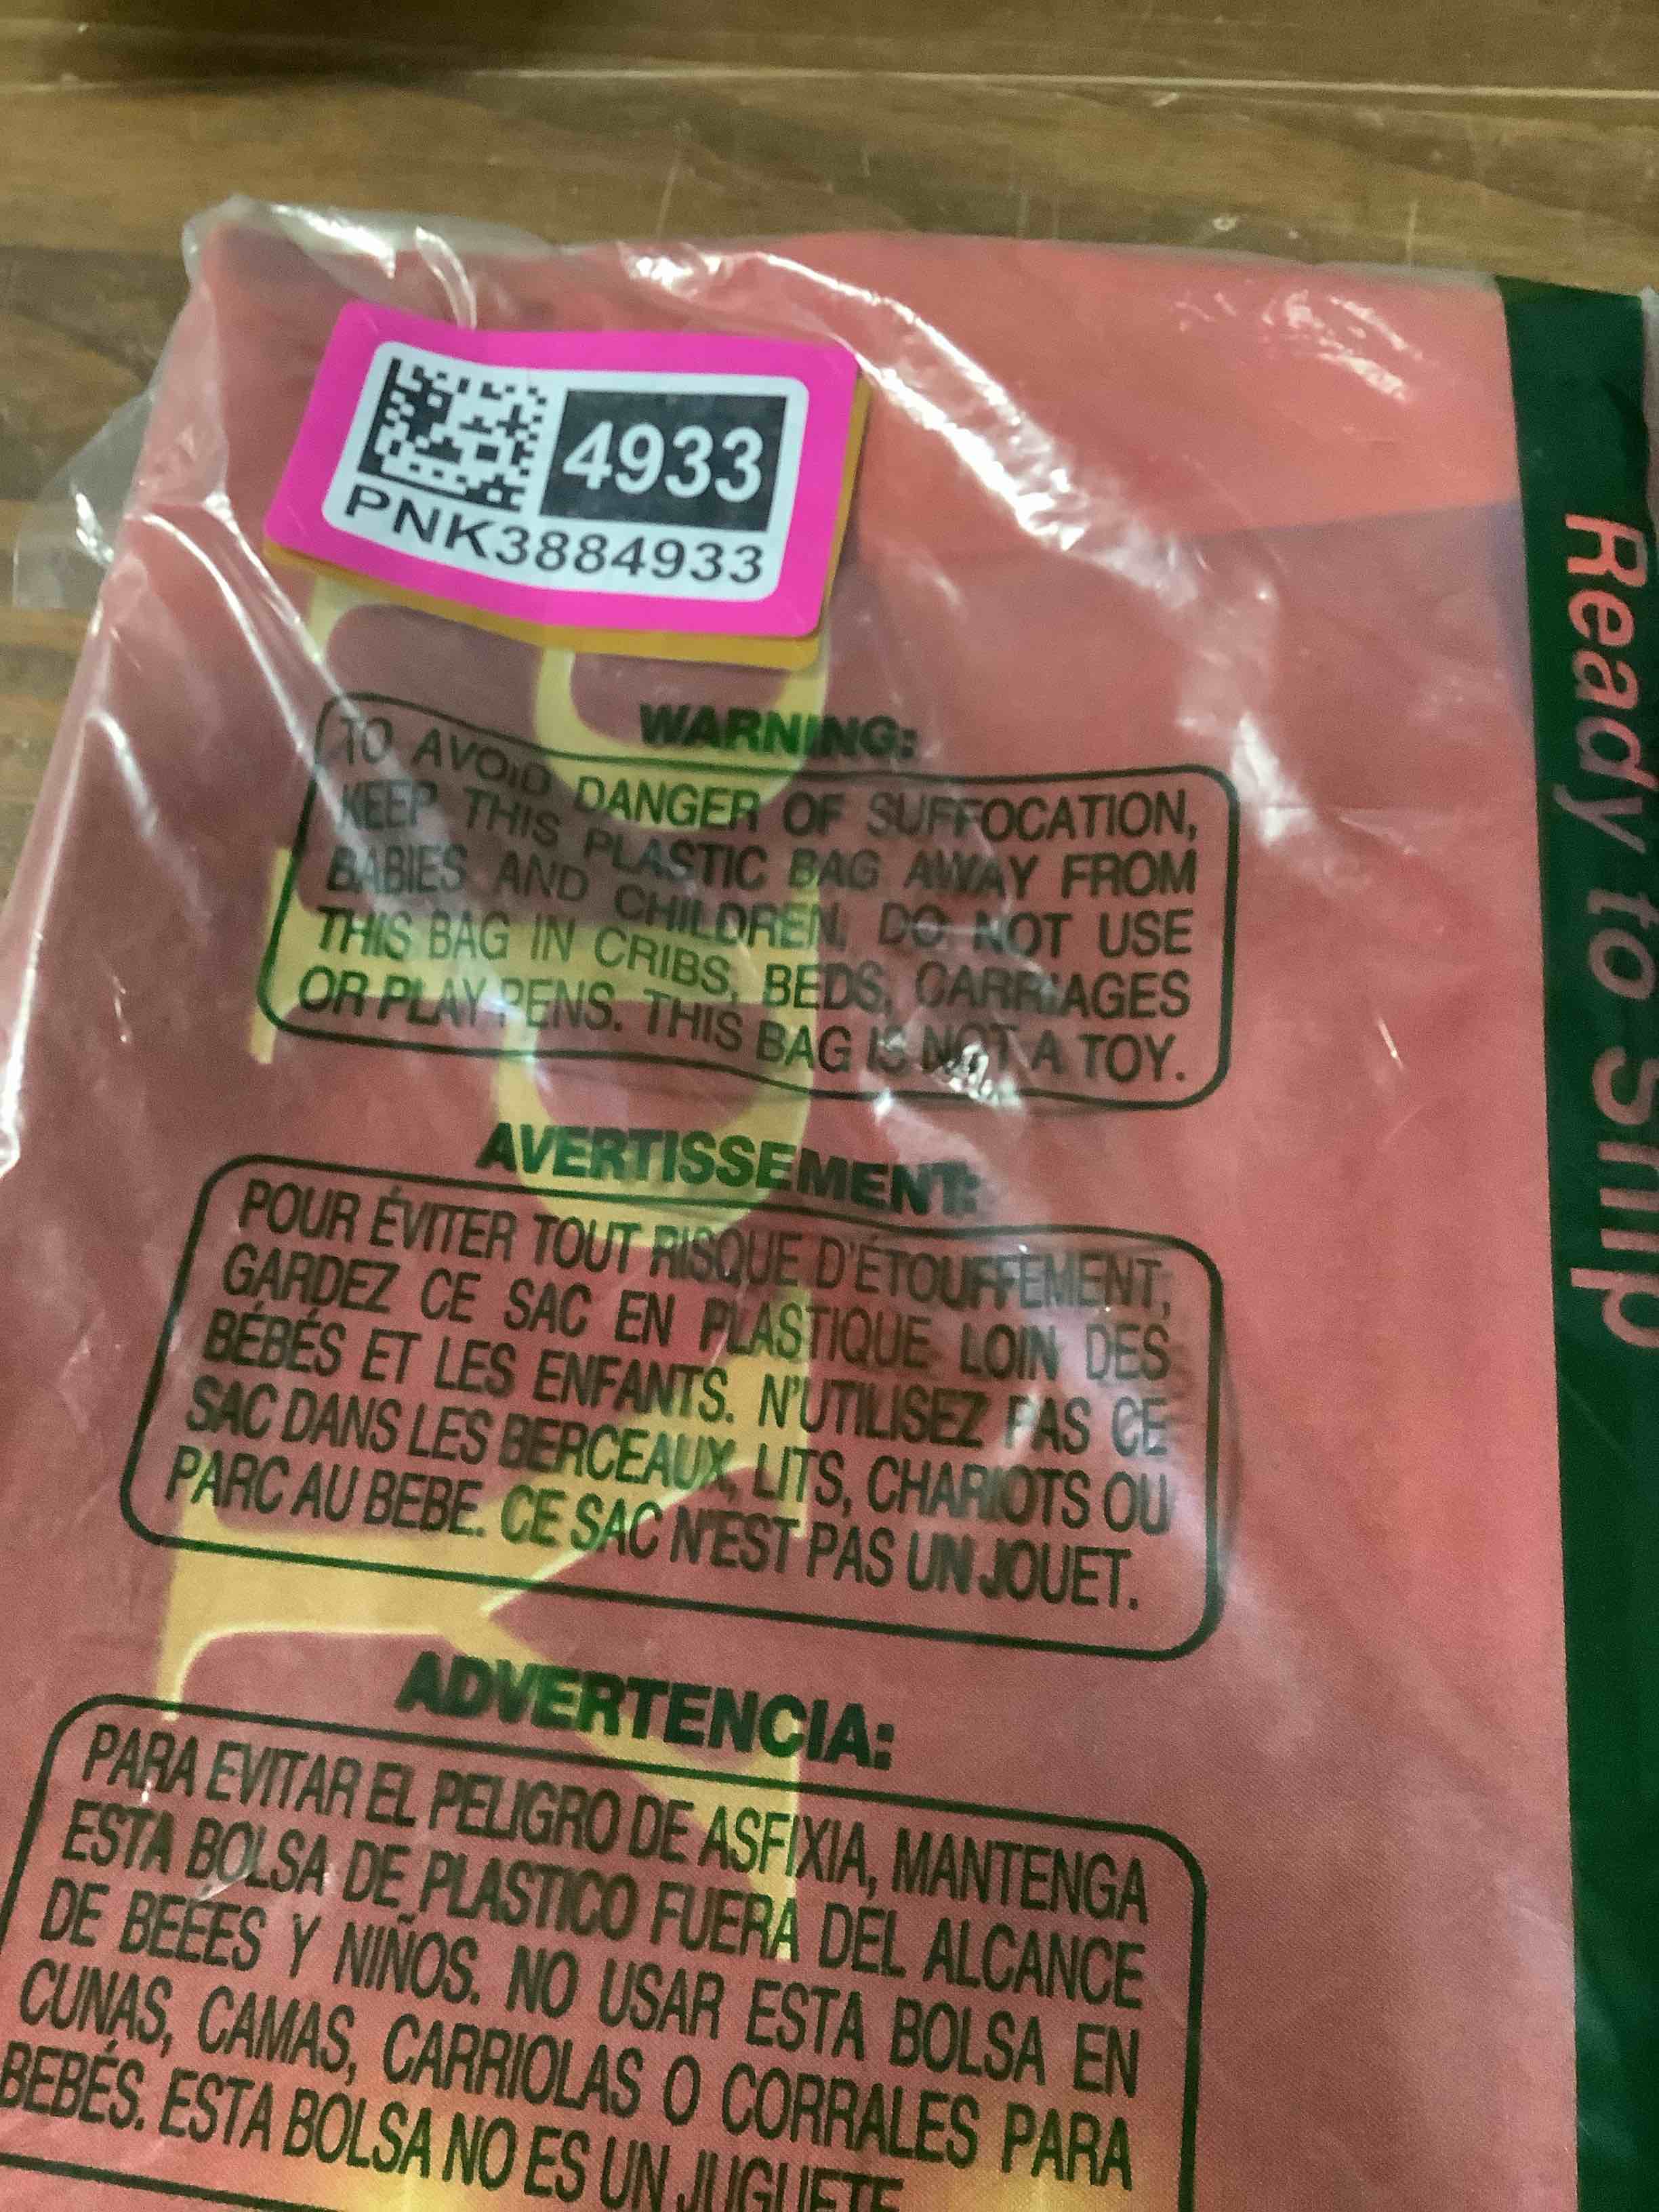 4933
PNK3884933
WARNING:
TO AVOID DANGER OF SUFFOCATION,
KEEP THIS PLASTIC BAG AWAY FROM
BABIES AND CHILDREN. DO NOT USE
THIS BAG IN CRIBS, BEDS, CARRIAGES
OR PLAY PENS. THIS BAG IS NOT A TOY.
AVERTISSEMENT:
POUR ÉVITER TOUT RISQUE D'ÉTOUFFEMENT,
GARDEZ CE SAC EN PLASTIQUE LOIN DES
BÉBÉS ET LES ENFANTS. N'UTILISEZ PAS CE
SAC DANS LES BERCEAUX, LITS, CHARIOTS OU
PARC AU BEBE. CE SAC N'EST PAS UN JOUET.
ADVERTENCIA:
PARA EVITAR EL PELIGRO DE ASFIXIA, MANTENGA
ESTA BOLSA DE PLASTICO FUERA DEL ALCANCE
DE BEEES Y NIÑOS. NO USAR ESTA BOLSA EN
CUNAS, CAMAS, CARRIOLAS O CORRALES PARA
BEBÉS. ESTA BOLSA NO ES UN JUGUETE.
Ready to Ship